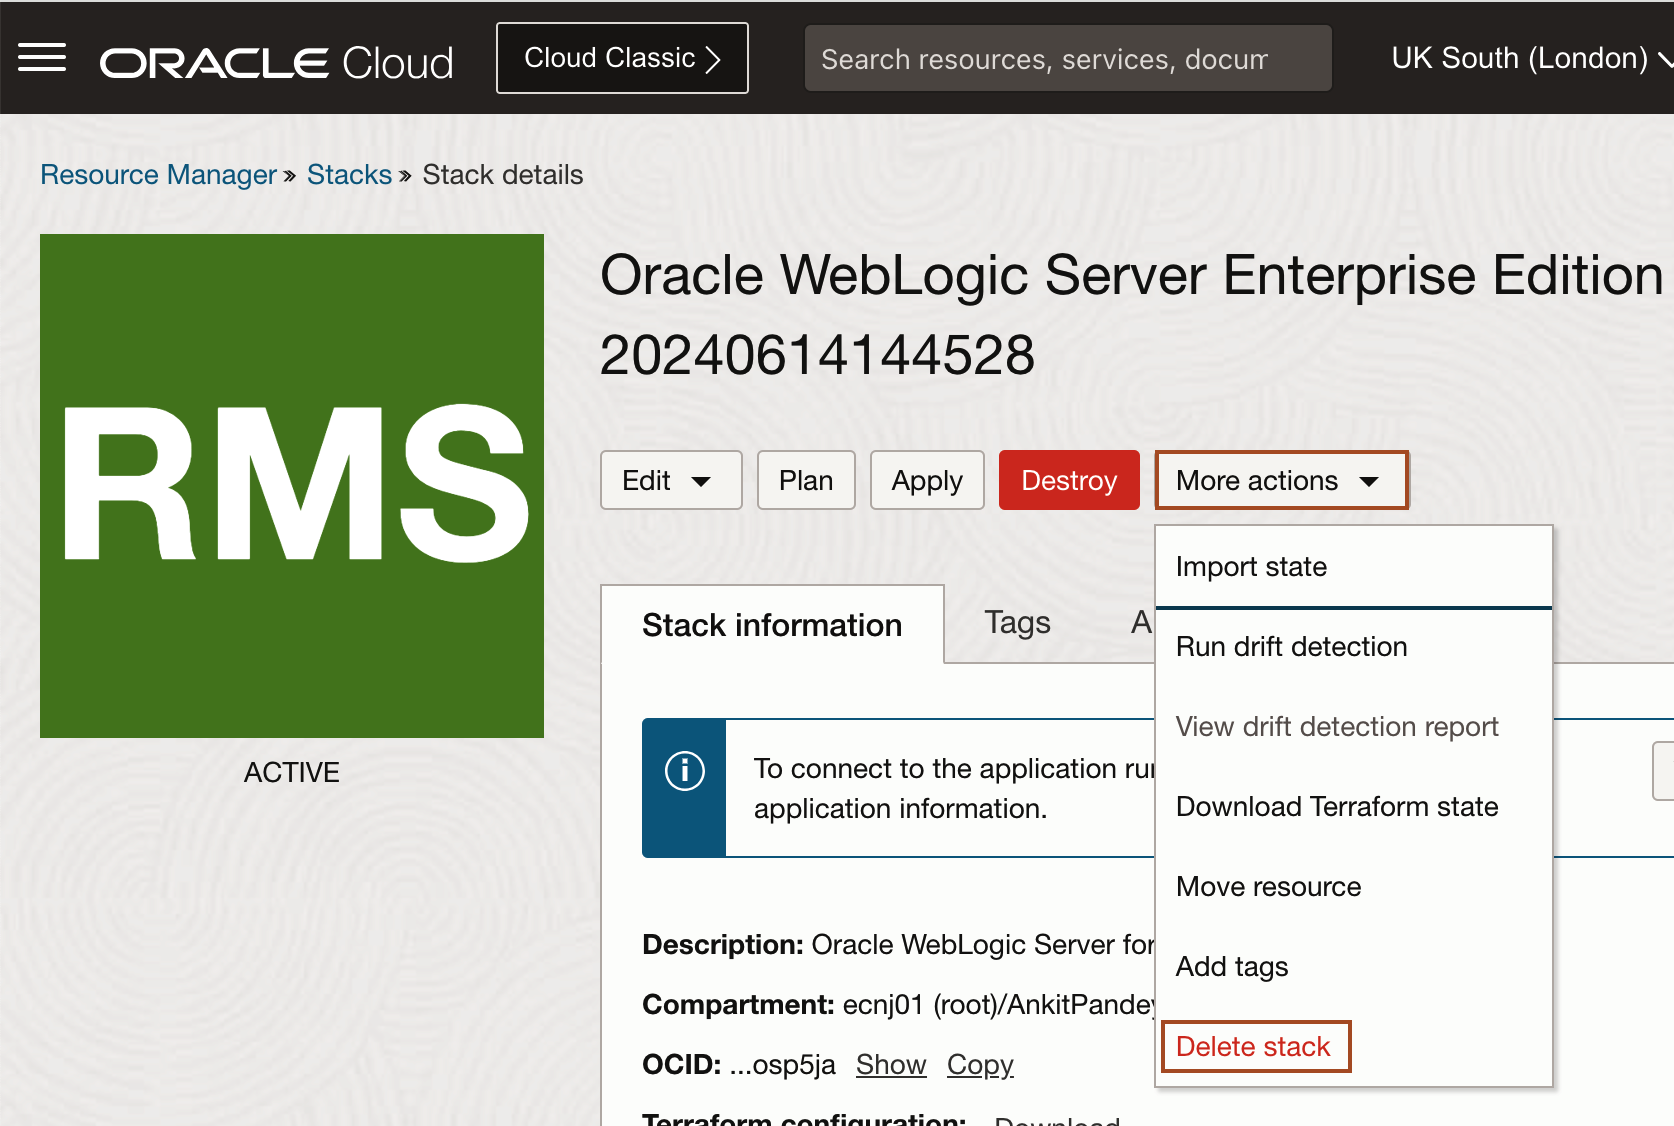 ORACLE Cloud Cloud Classic Search resources, services, docum UK South (London)
Resource Manager » Stacks » Stack details
RMS
ACTIVE
Oracle WebLogic Server Enterprise Edition
20240614144528
Edit Plan Apply Destroy More actions
Import state
Run drift detection
View drift detection report
Download Terraform state
Move resource
Add tags
Delete stack
Stack information Tags A
To connect to the application
application information.
Description: Oracle WebLogic Server for
Compartment: ecnj01 (root)/AnkitPandey
OCID: ...osp5ja Show Copy
Terraform configuration: Download